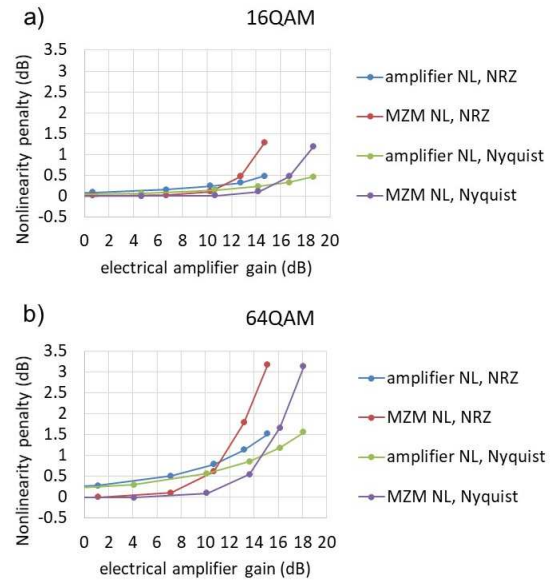 a)
16QAM
3.5
3
2.5
2
1.5
1
0.5
0
-0.5
Nonlinearity penalty (dB)
0 2 4 6 8 10 12 14 16 18 20
electrical amplifier gain (dB)
amplifier NL, NRZ
MZM NL, NRZ
amplifier NL, Nyquist
MZM NL, Nyquist
b)
64QAM
3.5
3
2.5
2
1.5
1
0.5
0
-0.5
Nonlinearity penalty (dB)
0 2 4 6 8 10 12 14 16 18 20
electrical amplifier gain (dB)
amplifier NL, NRZ
MZM NL, NRZ
amplifier NL, Nyquist
MZM NL, Nyquist